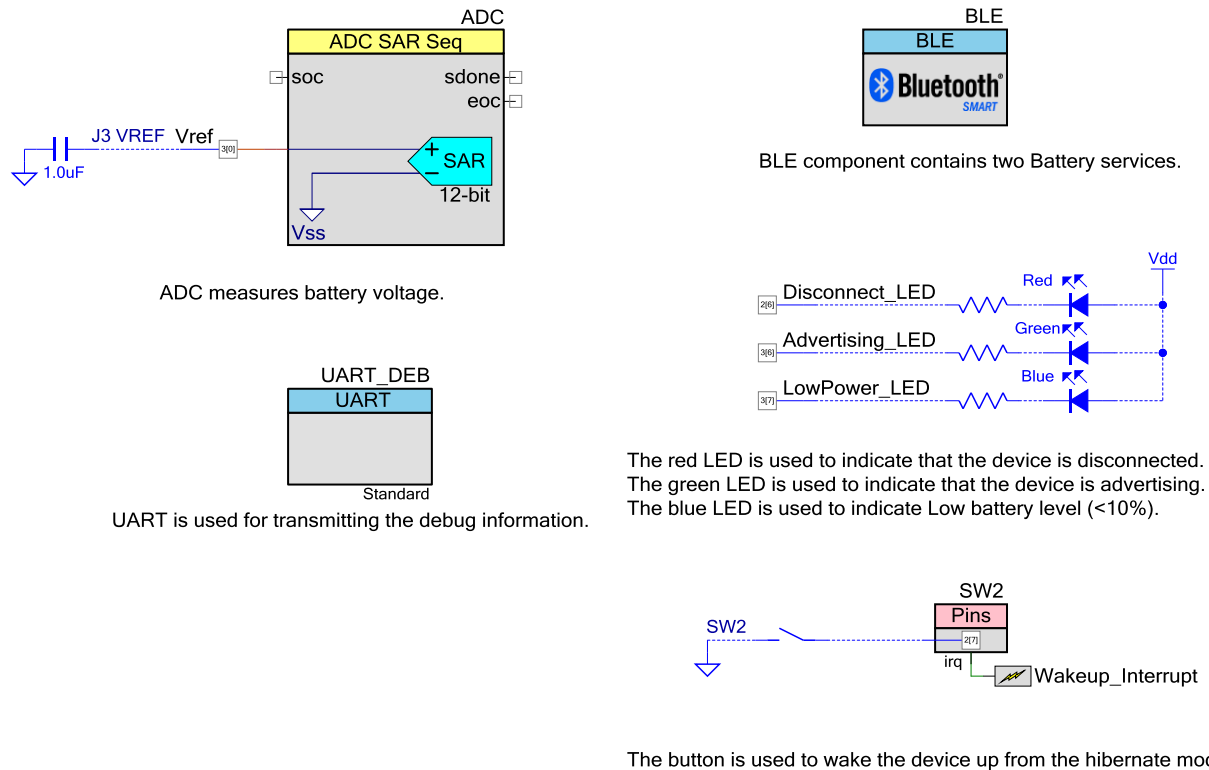 ADC
ADC SAR Seq
soc
sdone
eoc
J3 VREF
Vref
3[0]
1.0uF
SAR
12-bit
Vss
ADC measures battery voltage.
UART_DEB
UART
Standard
UART is used for transmitting the debug information.
BLE
BLE
Bluetooth®
SMART
BLE component contains two Battery services.
Vdd
Red
2[6]
Disconnect_LED
Green
3[6]
Advertising_LED
Blue
3[7]
LowPower_LED
The red LED is used to indicate that the device is disconnected.
The green LED is used to indicate that the device is advertising.
The blue LED is used to indicate Low battery level (<10%).
SW2
Pins
SW2
2[7]
irq
Wakeup_Interrupt
The button is used to wake the device up from the hibernate